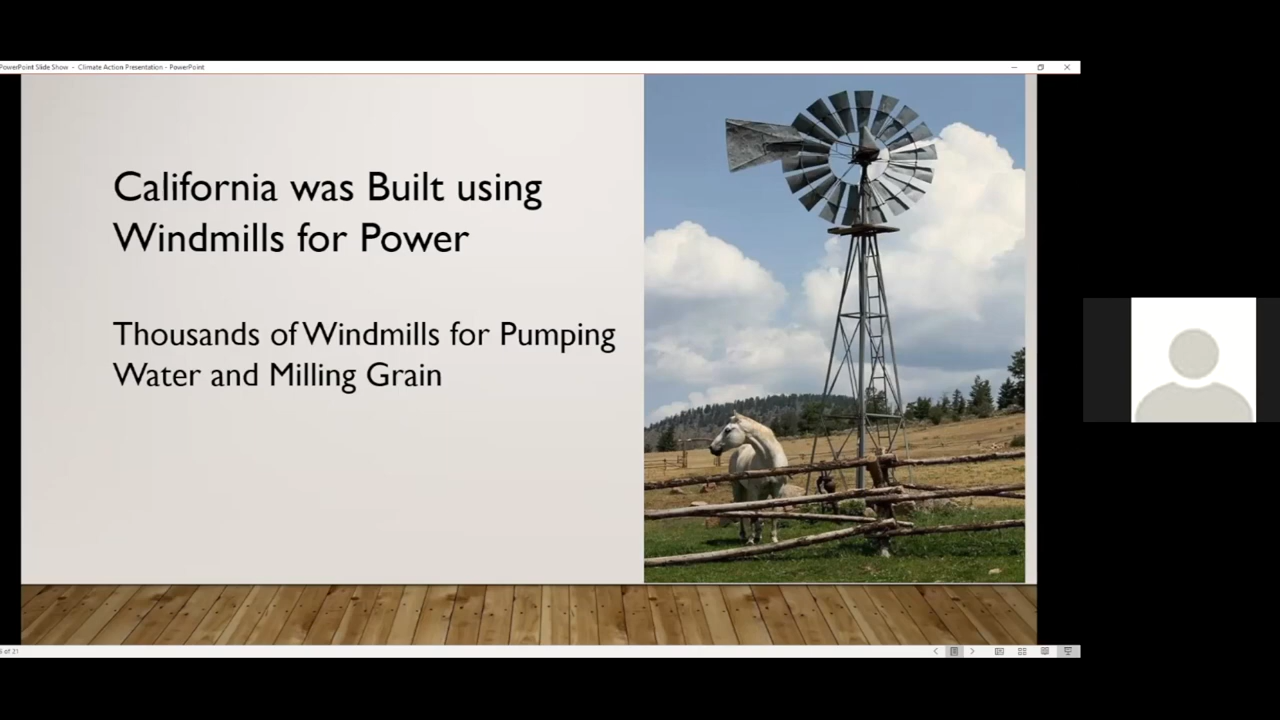 PowerPoint Slide Show - Climate Action Presentation - PowerPoint
California was Built using
Windmills for Power
Thousands of Windmills for Pumping
Water and Milling Grain
of 21